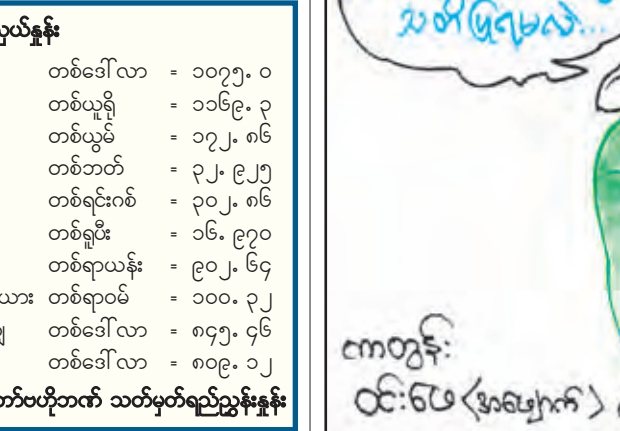 လှယ်နှုန်း
တစ်ဒေါ်လာ = ၁၀၇၅. ၀
တစ်ယူရို = ၁၁၆၉. ၃
တစ်ယွမ် = ၁၇၂. ၈၆
တစ်ဘတ် = ၃၂. ၉၂၅
တစ်ရင်းဂစ် = ၃၀၂. ၈၆
တစ်ရူပီး = ၁၆. ၉၇၀
တစ်ရာယန်း = ၉၀၂. ၆၄
ယား တစ်ရာဝမ် = ၁၀၀. ၃၂
တစ်ဒေါ်လာ = ၈၄၅. ၄၆
တစ်ဒေါ်လာ = ၈၀၉. ၁၂
တော်ဗဟိုဘဏ် သတ်မှတ်ရည်ညွှန်းနှုန်း
သတိပြုရမလဲ...
ကာတွန်း
ဝင်းဖေ (အဖျောက်)